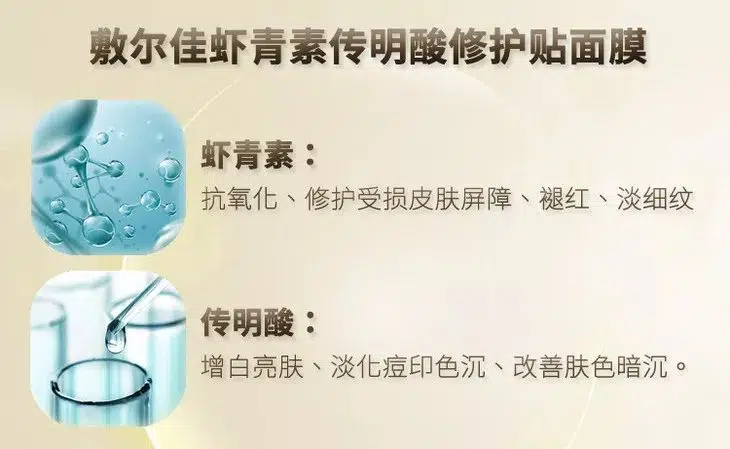 敷尔佳虾青素传明酸修护贴面膜
虾青素：
抗氧化、修护受损皮肤屏障、褪红、淡细纹
传明酸：
增白亮肤、淡化痘印色沉、改善肤色暗沉。